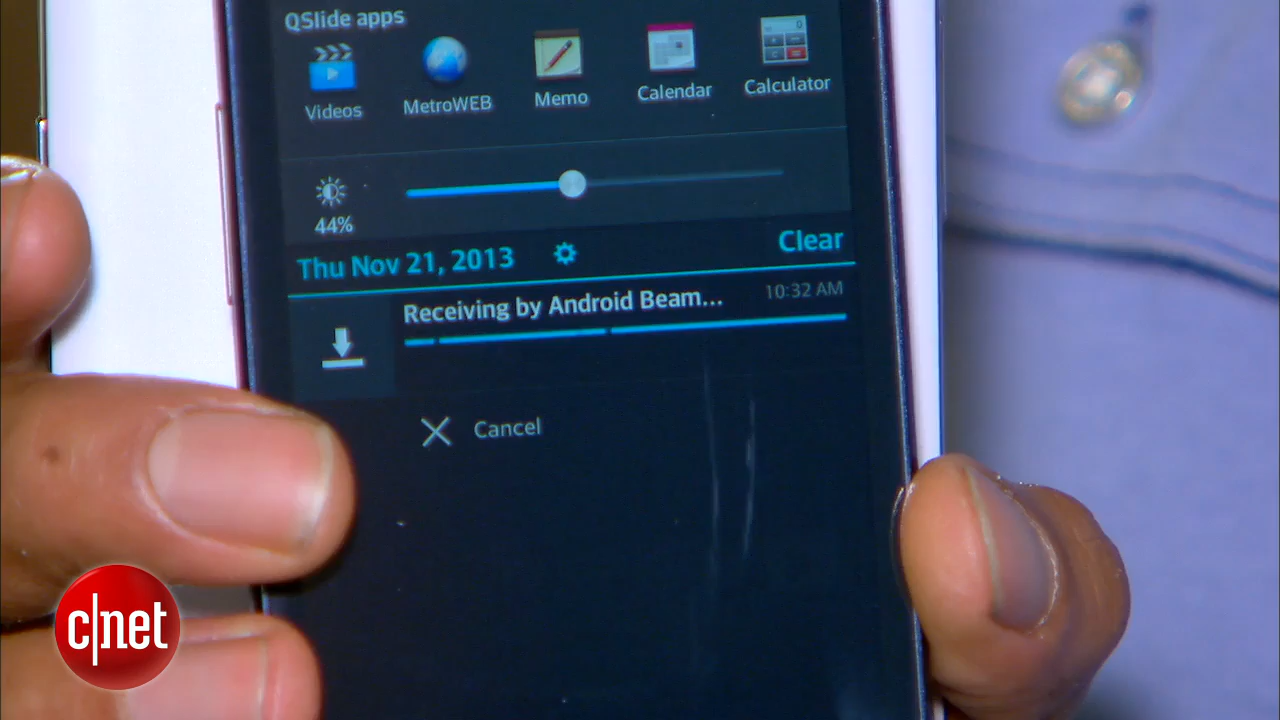 QSlide apps
Videos MetroWEB Memo Calendar Calculator
44%
Thu Nov 21, 2013 Clear
Receiving by Android Beam... 10:32 AM
Cancel
c|net